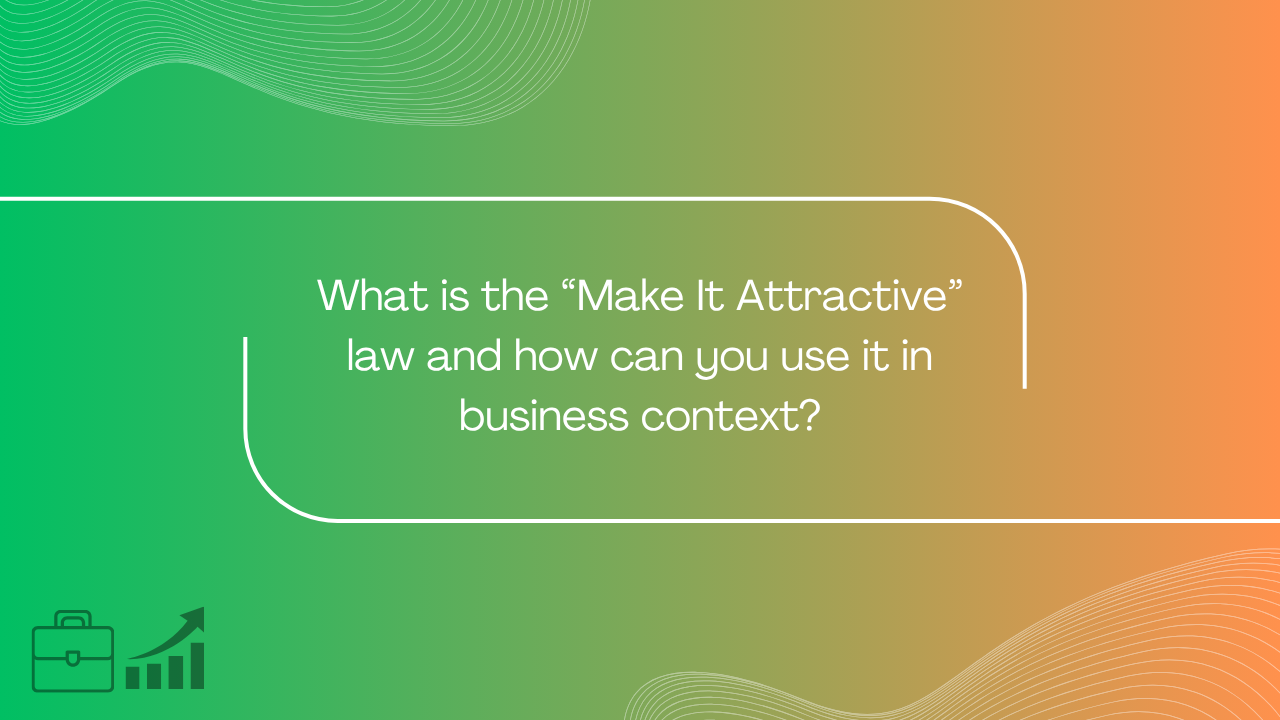 What is the “Make It Attractive”
law and how can you use it in
business context?